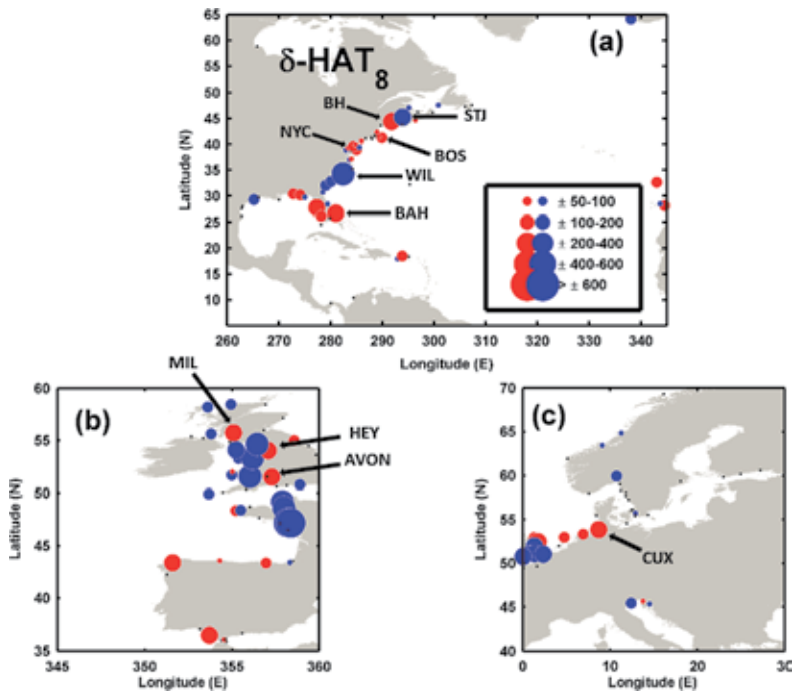 (a)
δ-HAT8
BH
STJ
NYC
BOS
WIL
BAH
± 50-100
± 100-200
± 200-400
± 400-600
> ± 600
65
60
55
50
45
40
35
30
25
20
15
10
Latitude (N)
260 270 280 290 300 310 320 330 340
Longitude (E)
MIL
(b)
HEY
AVON
60
55
50
45
40
35
Latitude (N)
345 350 355 360
Longitude (E)
(c)
CUX
70
65
60
55
50
45
40
Latitude (N)
0 10 20 30
Longitude (E)